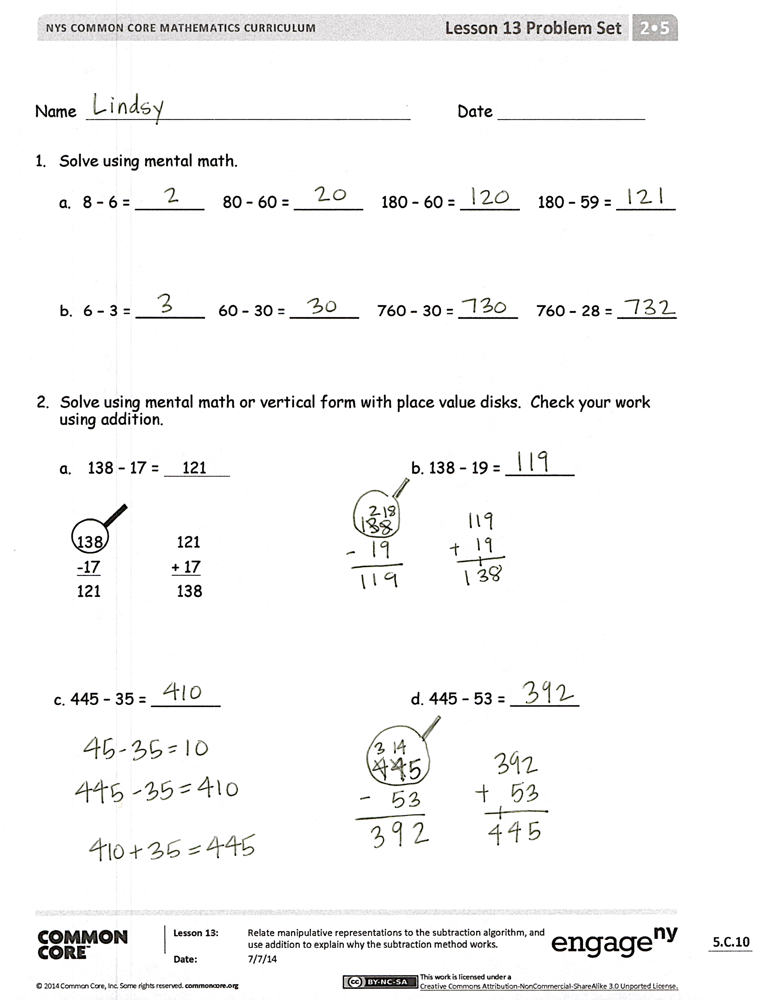 NYS COMMON CORE MATHEMATICS CURRICULUM Lesson 13 Problem Set 2•5
Name Lindsy Date
1. Solve using mental math.
a. 8 – 6 = 2 80 – 60 = 20 180 – 60 = 120 180 – 59 = 121
b. 6 – 3 = 3 60 – 30 = 30 760 – 30 = 730 760 – 28 = 732
2. Solve using mental math or vertical form with place value disks. Check your work
using addition.
a. 138 – 17 = 121
138
-17
121
121
+ 17
138
b. 138 – 19 = 119
2 18
138
- 19
119
119
+ 19
1
138
c. 445 – 35 = 410
45-35=10
445-35=410
410+35=445
d. 445 – 53 = 392
3 14
445
- 53
392
392
+ 53
1
445
COMMON
CORE™
Lesson 13: Relate manipulative representations to the subtraction algorithm, and
use addition to explain why the subtraction method works.
Date: 7/7/14
engageny
5.C.10
© 2014 Common Core, Inc. Some rights reserved. commoncore.org
cc BY-NC-SA
This work is licensed under a
Creative Commons Attribution-NonCommercial-ShareAlike 3.0 Unported License.